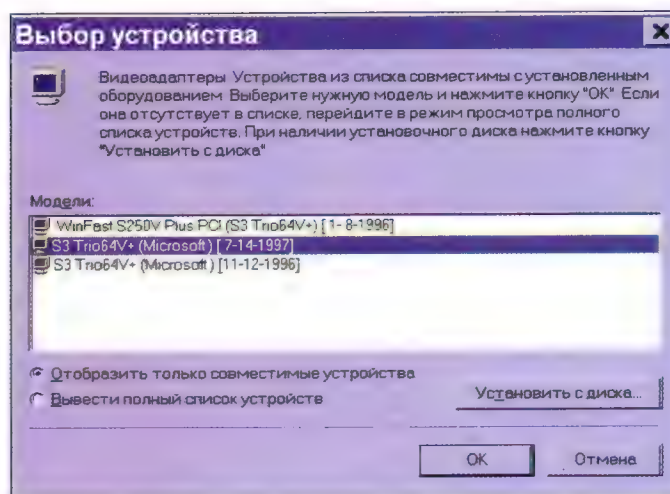 Выбор устройства
Видеоадаптеры Устройства из списка совместимы с установленным
оборудованием Выберите нужную модель и нажмите кнопку "ОК" Если
она отсутствует в списке, перейдите в режим просмотра полного
списка устройств. При наличии установочного диска нажмите кнопку
"Установить с диска"
Модели:
WinFast S250V Plus PCI (S3 Trio64V+) [ 1- 8-1996]
S3 Trio64V+ (Microsoft) [ 7-14-1997]
S3 Trio64V+ (Microsoft) [11-12-1996]
Отобразить только совместимые устройства
Вывести полный список устройств
Установить с диска...
ОК
Отмена